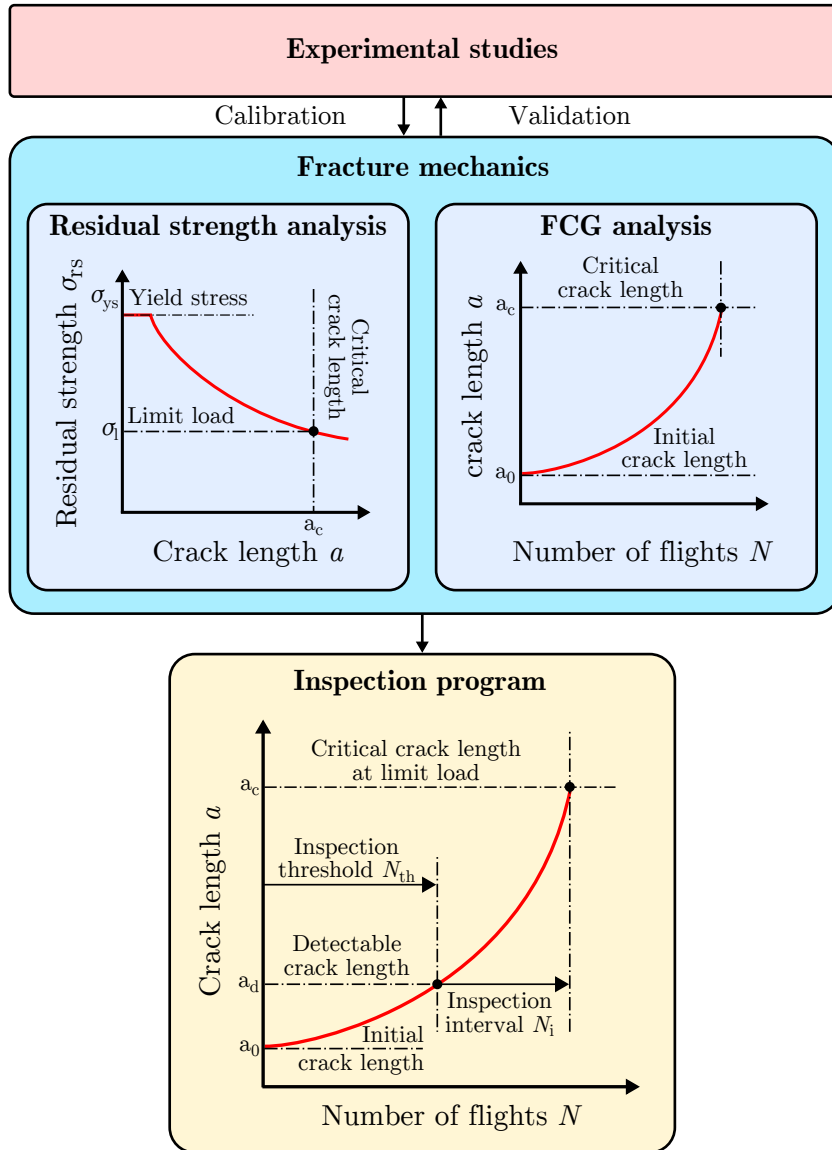 Experimental studies
Calibration
Validation
Fracture mechanics
Residual strength analysis
Residual strength σrs
σys
Yield stress
Critical
crack length
Limit load
σl
ac
Crack length a
FCG analysis
crack length a
Critical
crack length
ac
Initial
crack length
a0
Number of flights N
Inspection program
Crack length a
Critical crack length
at limit load
ac
Inspection
threshold Nth
Detectable
crack length
ad
Inspection
interval Ni
Initial
crack length
a0
Number of flights N